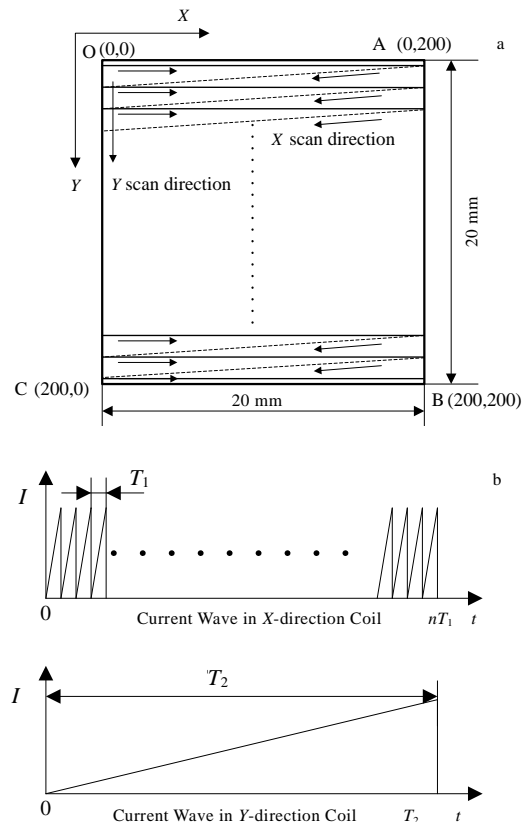 X
O (0,0)
A (0,200)
a
X scan direction
Y
Y scan direction
20 mm
C (200,0)
20 mm
B (200,200)
b
I
T1
0
Current Wave in X-direction Coil
nT1
t
T2
I
0
Current Wave in Y-direction Coil
T2
t